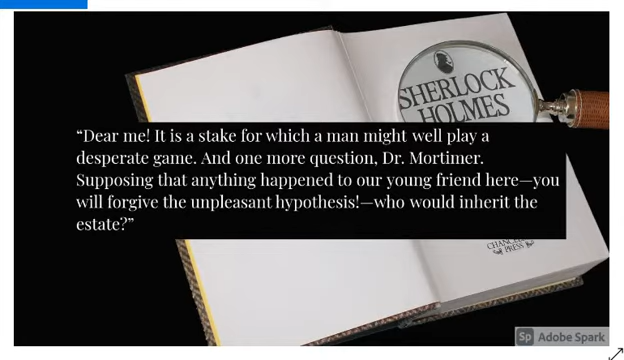 SHERLOCK
HOLMES
“Dear me! It is a stake for which a man might well play a
desperate game. And one more question, Dr. Mortimer.
Supposing that anything happened to our young friend here—you
will forgive the unpleasant hypothesis!—who would inherit the
estate?”
CHANCELLOR
PRESS
Sp Adobe Spark